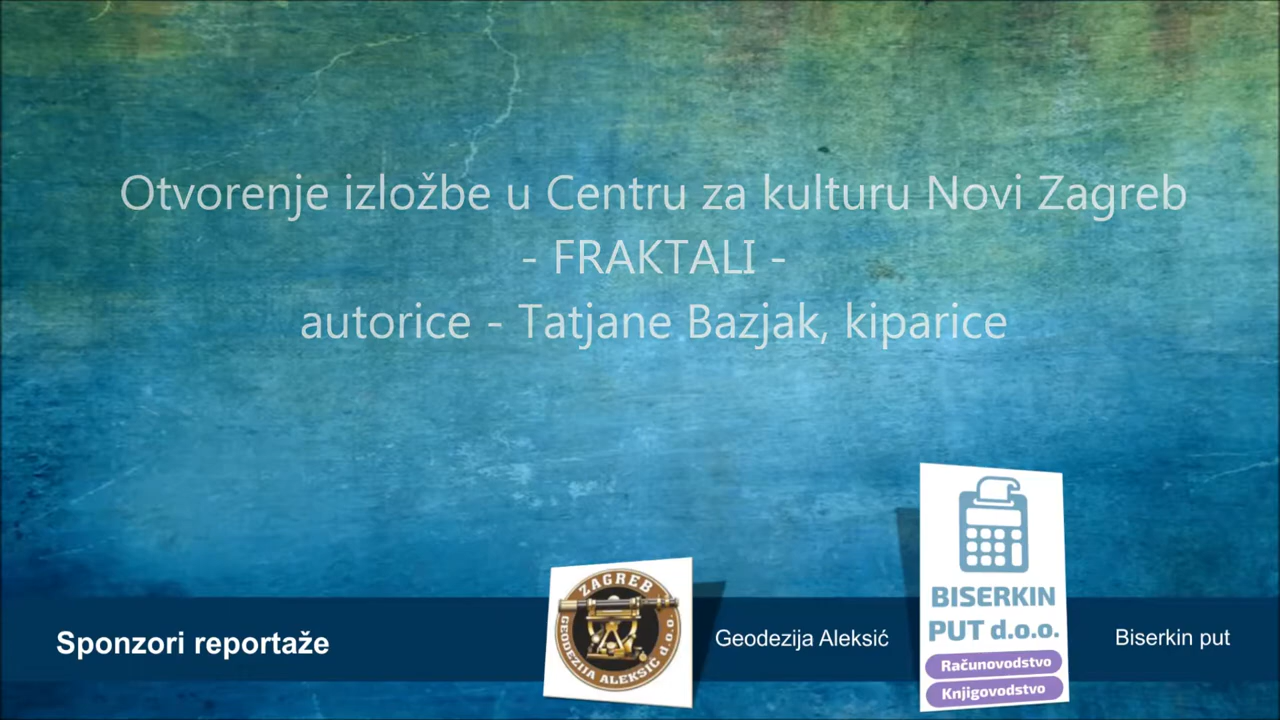 Otvorenje izložbe u Centru za kulturu Novi Zagreb
- FRAKTALI -
autorice - Tatjane Bazjak, kiparice
Sponzori reportaže
ZAGREB
GEODEZIJA ALEKSIĆ d.o.o.
Geodezija Aleksić
BISERKIN
PUT d.o.o.
Računovodstvo
Knjigovodstvo
Biserkin put